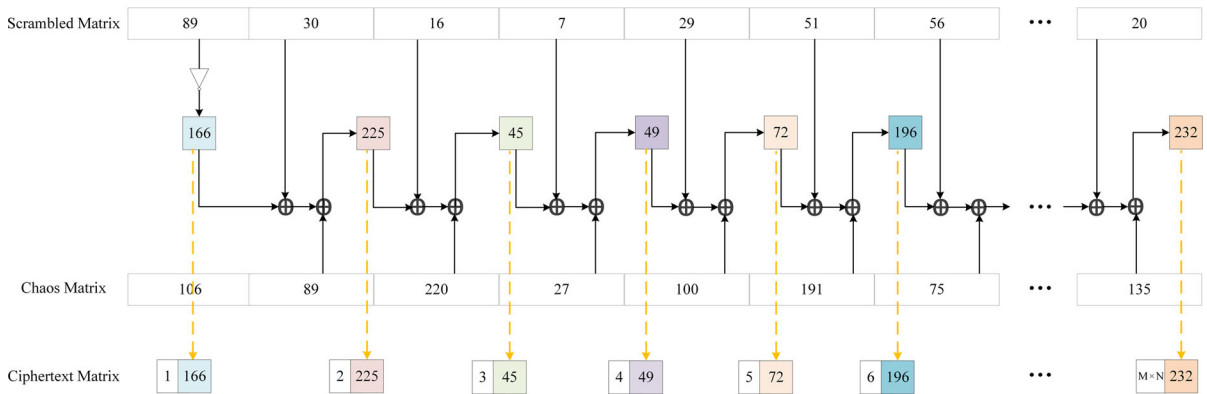 Scrambled Matrix 89 30 16 7 29 51 56 ••• 20
166 225 45 49 72 196 232
•••
Chaos Matrix 106 89 220 27 100 191 75 ••• 135
Ciphertext Matrix 1 166 2 225 3 45 4 49 5 72 6 196 ••• M×N 232